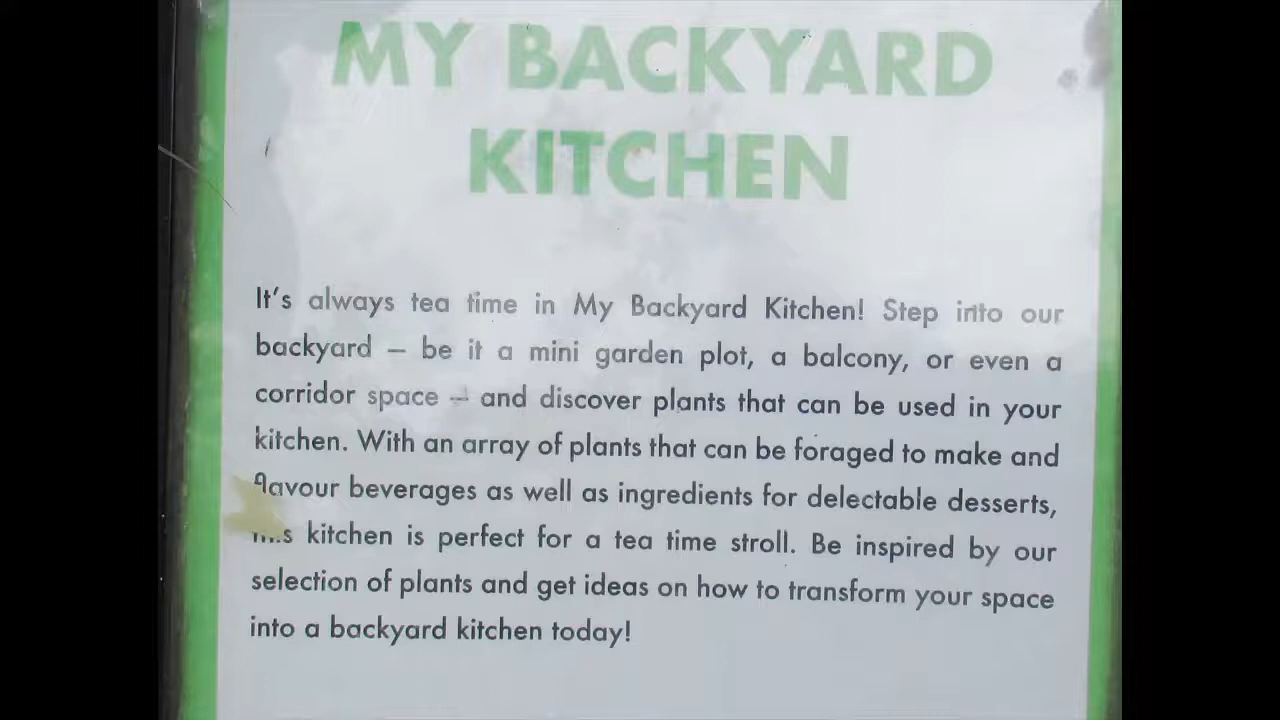 MY BACKYARD
KITCHEN
It's always tea time in My Backyard Kitchen! Step into our
backyard – be it a mini garden plot, a balcony, or even a
corridor space – and discover plants that can be used in your
kitchen. With an array of plants that can be foraged to make and
flavour beverages as well as ingredients for delectable desserts,
this kitchen is perfect for a tea time stroll. Be inspired by our
selection of plants and get ideas on how to transform your space
into a backyard kitchen today!